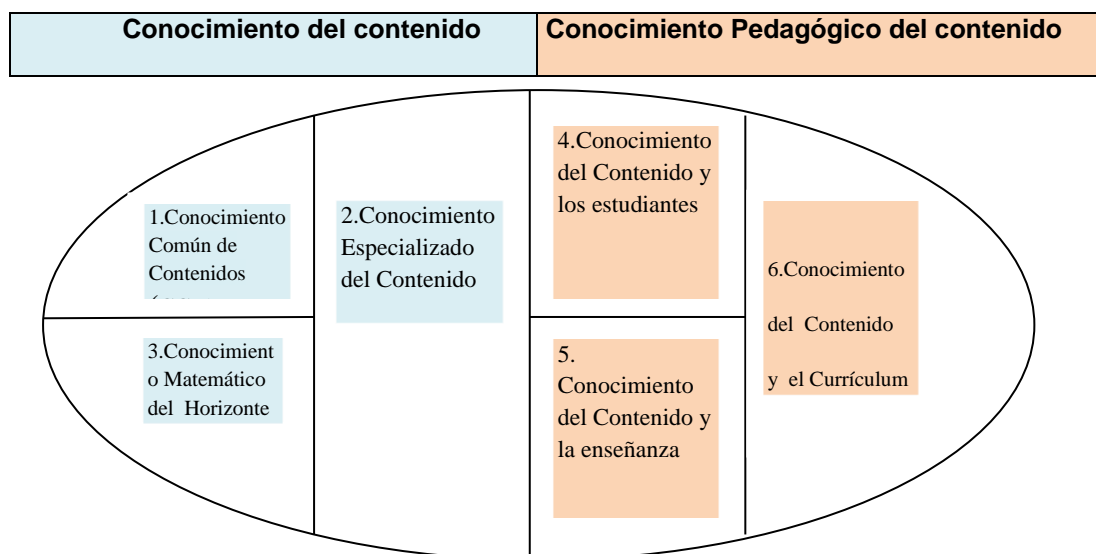 Conocimiento del contenido
Conocimiento Pedagógico del contenido
1.Conocimiento
Común de
Contenidos
3.Conocimient
o Matemático
del Horizonte
2.Conocimiento
Especializado
del Contenido
4.Conocimiento
del Contenido y
los estudiantes
5.
Conocimiento
del Contenido y
la enseñanza
6.Conocimiento
del Contenido
y el Currículum